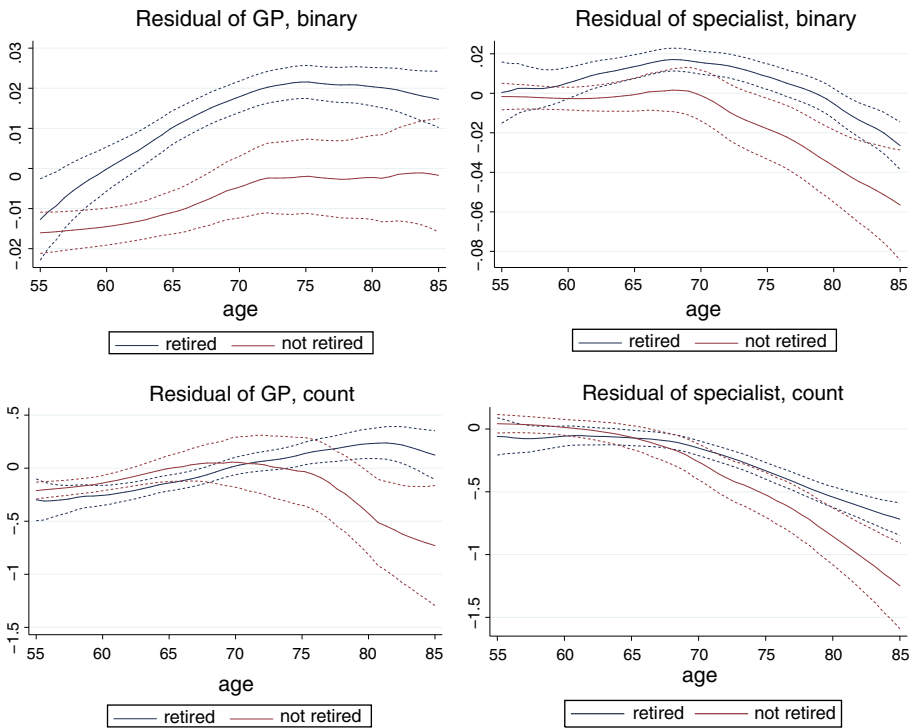 Residual of GP, binary
.03
.02
.01
0
-.01
-.02
55 60 65 70 75 80 85
age
retired not retired
Residual of specialist, binary
.02
0
-.02
-.04
-.06
-.08
55 60 65 70 75 80 85
age
retired not retired
Residual of GP, count
.5
0
-.5
-1
-1.5
55 60 65 70 75 80 85
age
retired not retired
Residual of specialist, count
0
-.5
-1
-1.5
55 60 65 70 75 80 85
age
retired not retired